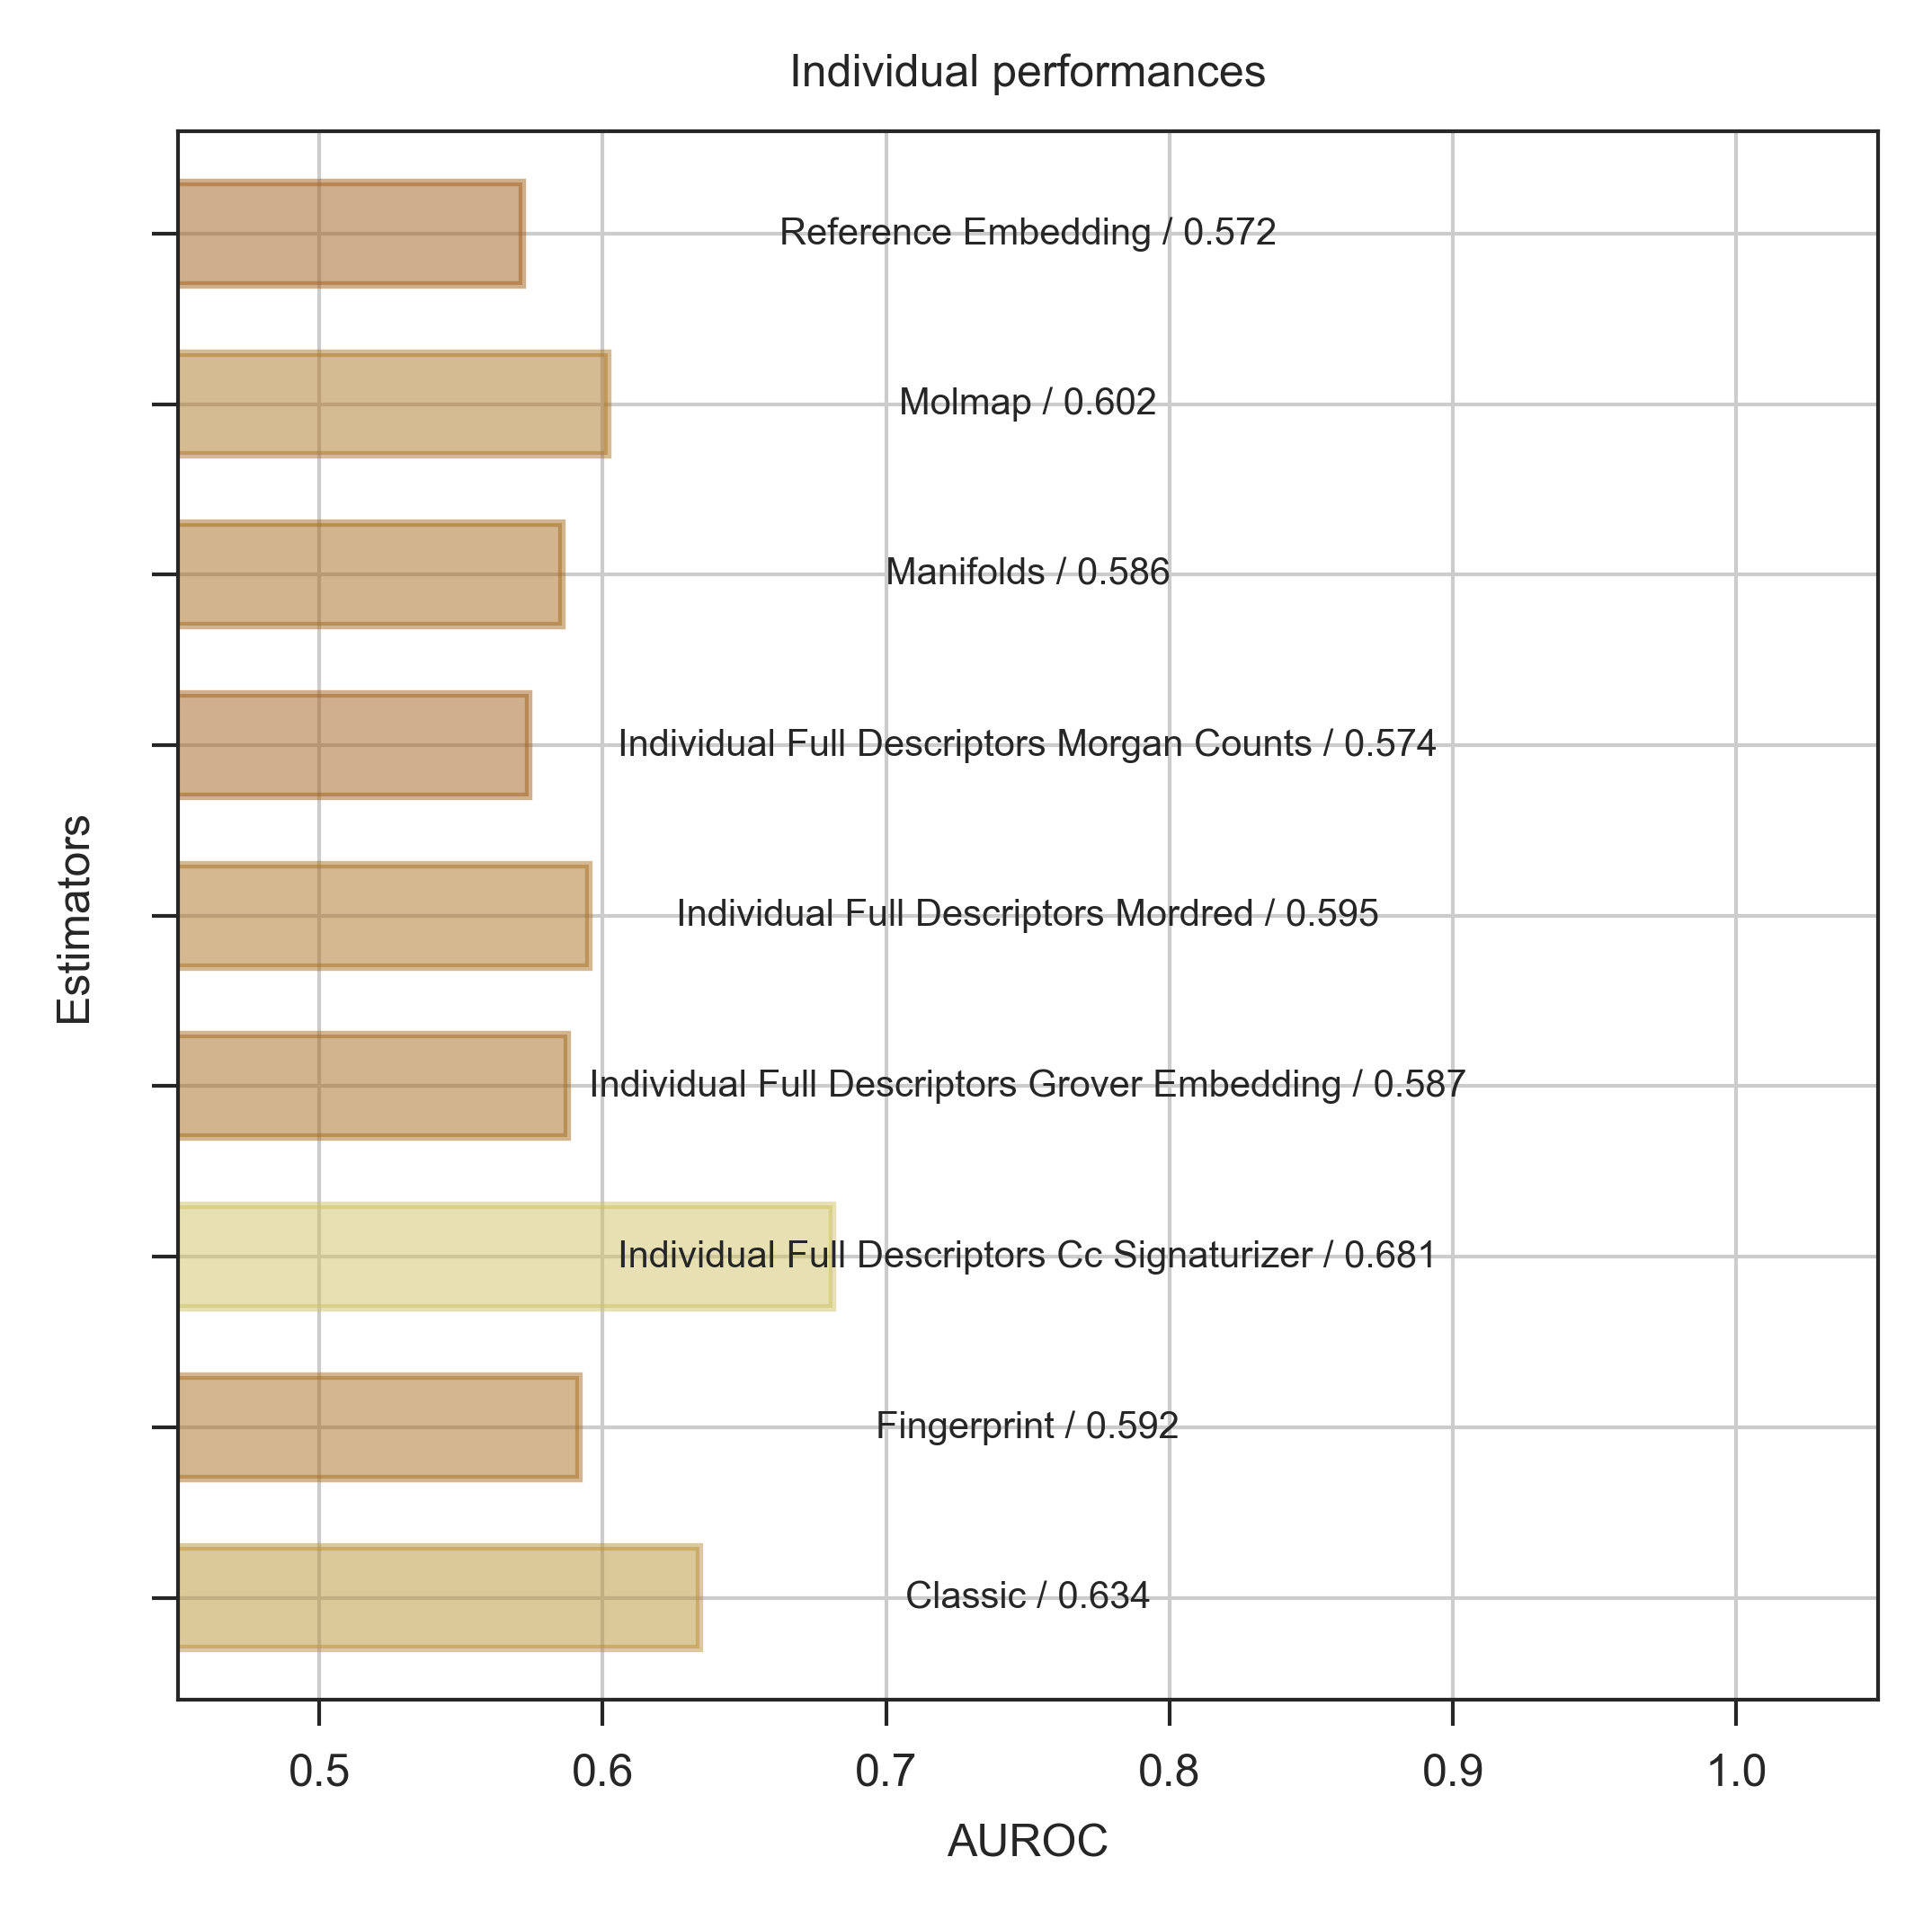 Individual performances
Reference Embedding / 0.572
Molmap / 0.602
Manifolds / 0.586
Individual Full Descriptors Morgan Counts / 0.574
Individual Full Descriptors Mordred / 0.595
Individual Full Descriptors Grover Embedding / 0.587
Individual Full Descriptors Cc Signaturizer / 0.681
Fingerprint / 0.592
Classic / 0.634
Estimators
0.5 0.6 0.7 0.8 0.9 1.0
AUROC